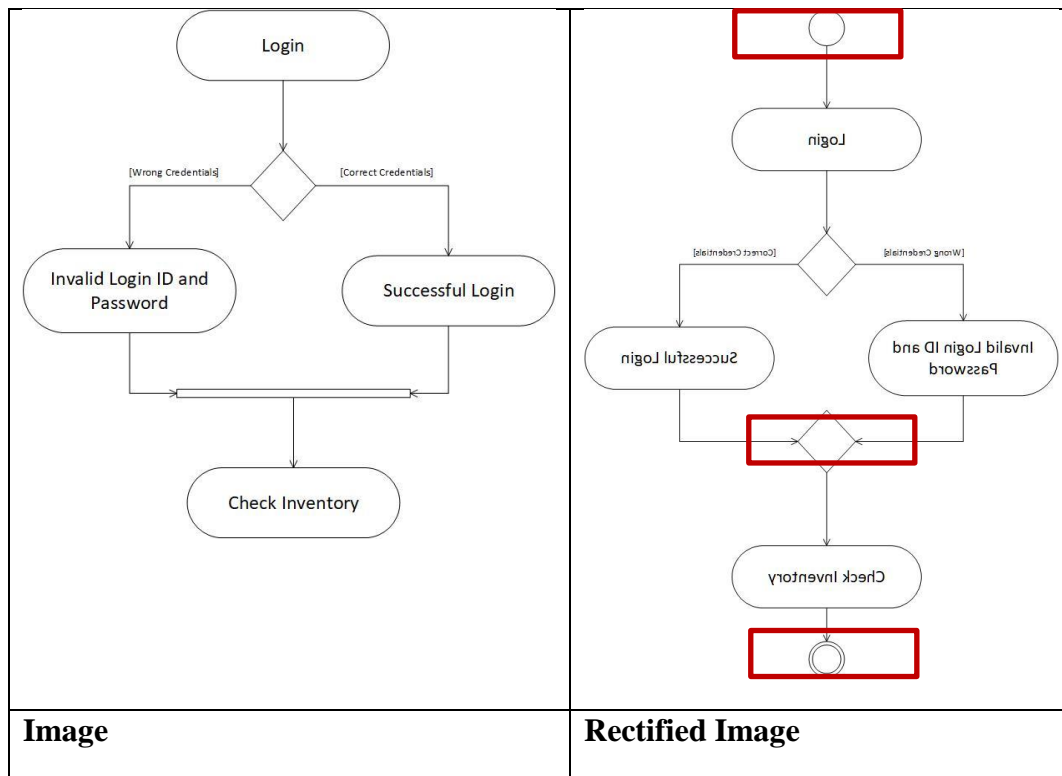 Login
[Wrong Credentials]
[Correct Credentials]
Invalid Login ID and
Password
Successful Login
Check Inventory
Image
Login
[Correct Credentials]
[Wrong Credentials]
Successful Login
Invalid Login ID and
Password
Check Inventory
Rectified Image